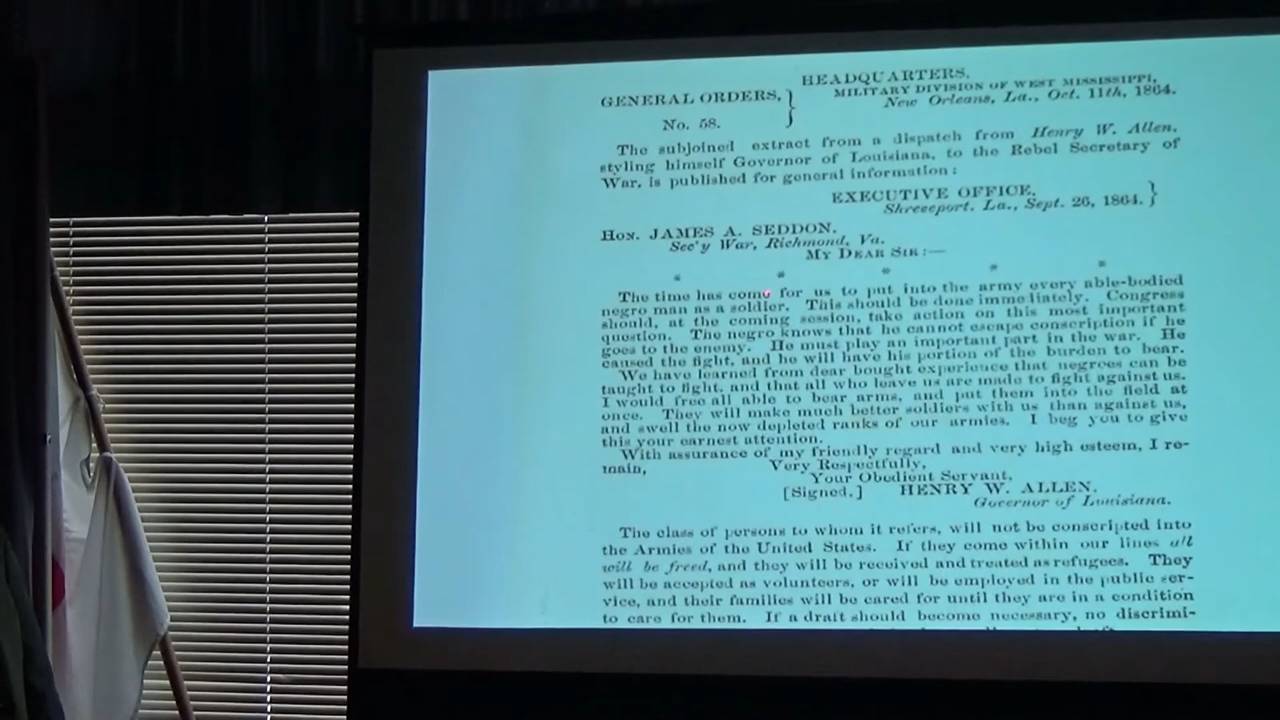 HEADQUARTERS,
GENERAL ORDERS, } MILITARY DIVISION OF WEST MISSISSIPPI,
New Orleans, La., Oct. 11th, 1864.
No. 58.
The subjoined extract from a dispatch from Henry W. Allen,
styling himself Governor of Louisiana, to the Rebel Secretary of
War, is published for general information:
EXECUTIVE OFFICE, }
Shreveport, La., Sept. 26, 1864.
HON. JAMES A. SEDDON,
Sec'y War, Richmond, Va.
MY DEAR SIR:—
* * * * *
The time has come for us to put into the army every able-bodied
negro man as a soldier. This should be done immediately. Congress
should, at the coming session, take action on this most important
question. The negro knows that he cannot escape conscription if he
goes to the enemy. He must play an important part in the war. He
caused the fight, and he will have his portion of the burden to bear.
We have learned from dear bought experience that negroes can be
taught to fight, and that all who leave us are made to fight against us.
I would free all able to bear arms, and put them into the field at
once. They will make much better soldiers with us than against us,
and swell the now depleted ranks of our armies. I beg you to give
this your earnest attention.
With assurance of my friendly regard and very high esteem, I re-
main, Very Respectfully,
Your Obedient Servant,
[Signed.] HENRY W. ALLEN,
Governor of Louisiana.
The class of persons to whom it refers, will not be conscripted into
the Armies of the United States. If they come within our lines all
will be freed, and they will be received and treated as refugees. They
will be accepted as volunteers, or will be employed in the public ser-
vice, and their families will be cared for until they are in a condition
to care for them. If a draft should become necessary, no discrimi-